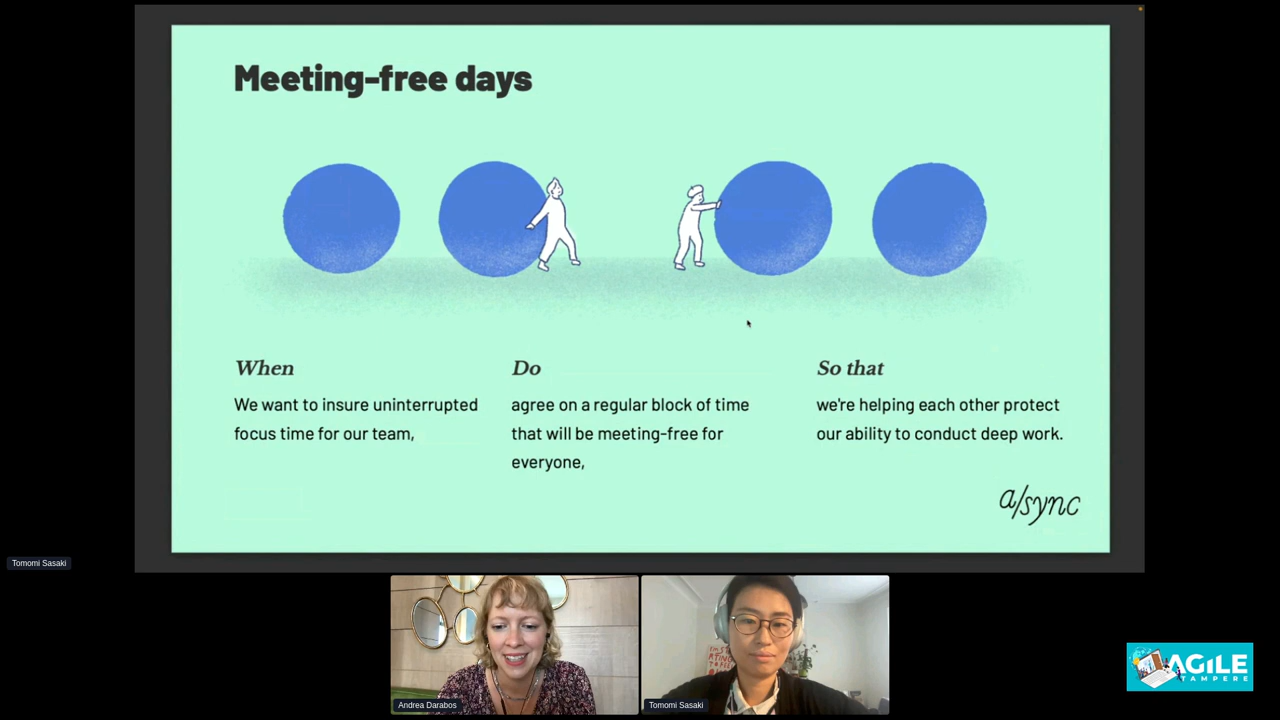 Meeting-free days
When
We want to insure uninterrupted
focus time for our team,
Do
agree on a regular block of time
that will be meeting-free for
everyone,
So that
we're helping each other protect
our ability to conduct deep work.
a/sync
Tomomi Sasaki
Andrea Darabos
Tomomi Sasaki
AGILE
TAMPERE